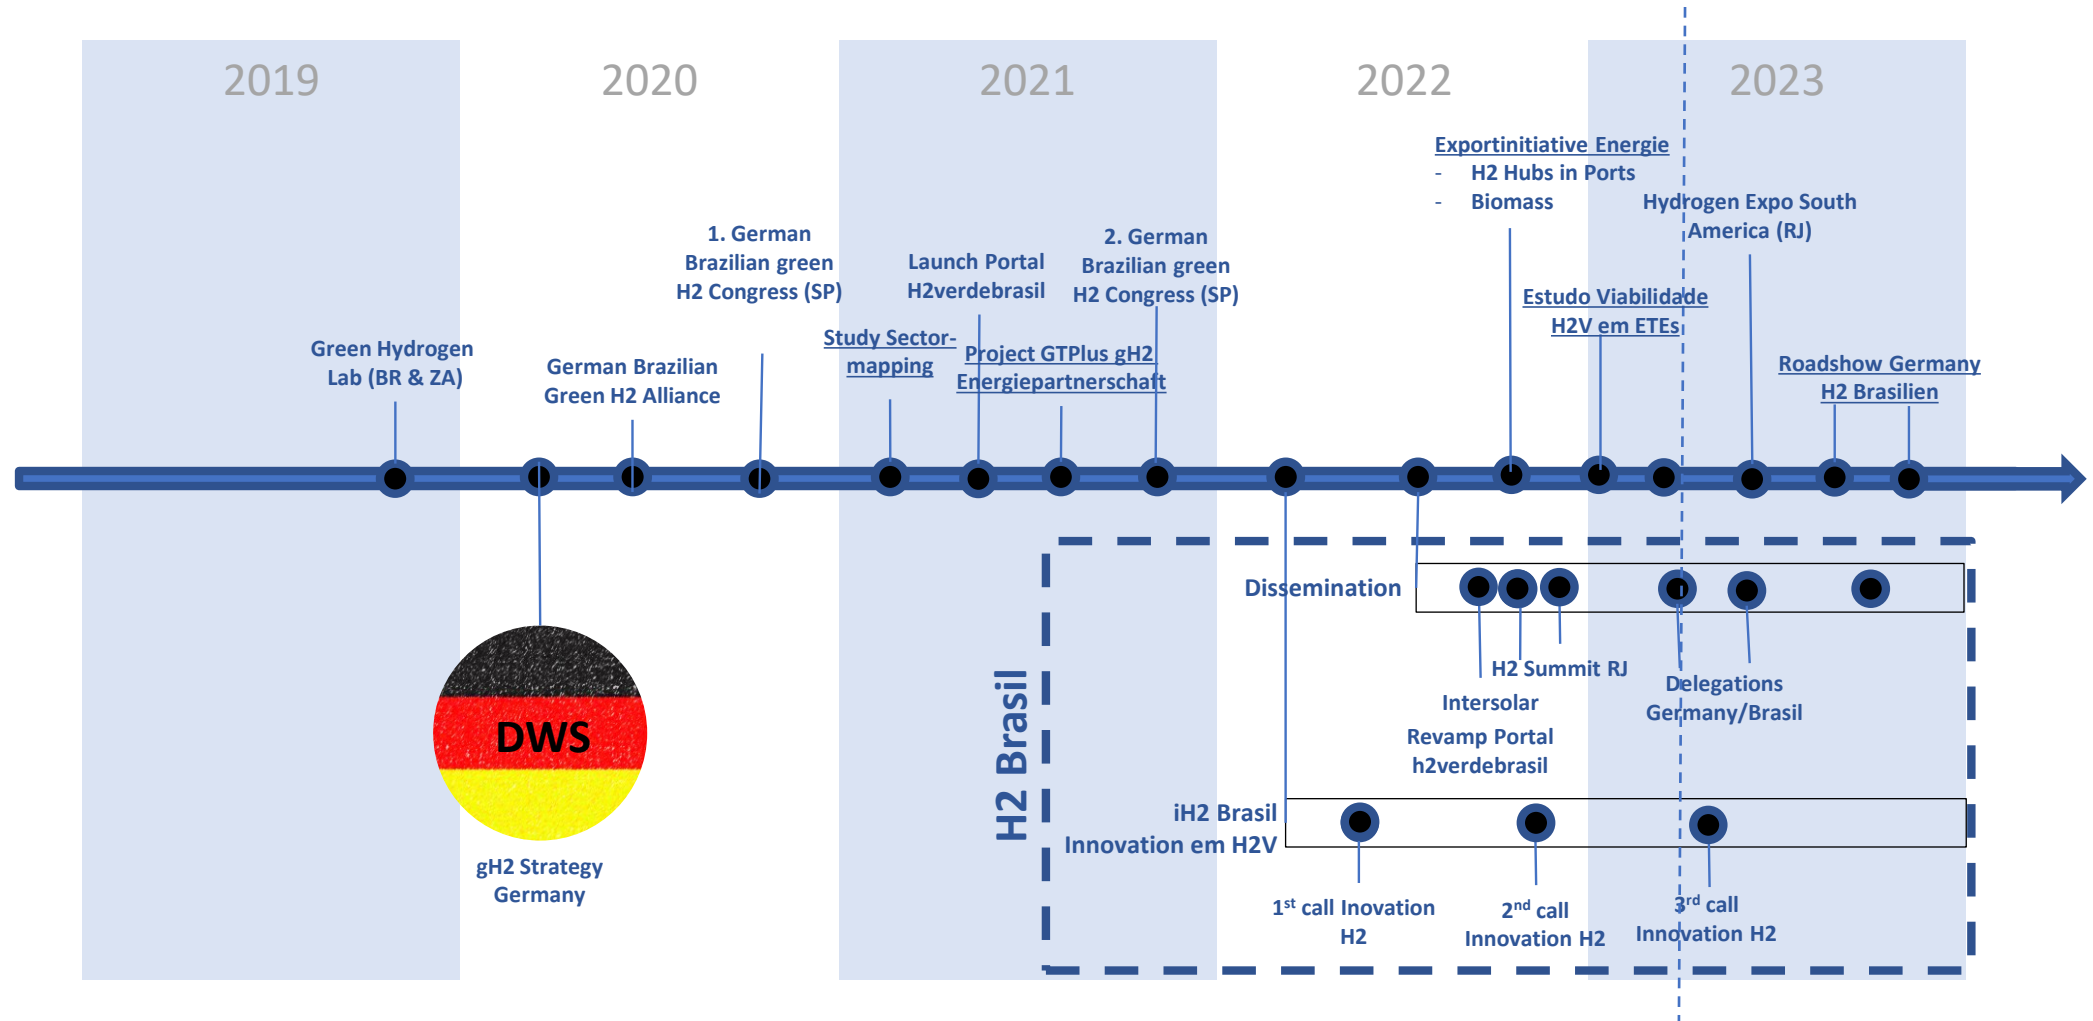 2019
2020
2021
2022
2023
Exportinitiative Energie
- H2 Hubs in Ports
- Biomass
Hydrogen Expo South
America (RJ)
1. German
Brazilian green
H2 Congress (SP)
Launch Portal
H2verdebrasil
2. German
Brazilian green
H2 Congress (SP)
Estudo Viabilidade
H2V em ETEs
Green Hydrogen
Lab (BR & ZA)
German Brazilian
Green H2 Alliance
Study Sector-
mapping
Project GTPlus gH2
Energiepartnerschaft
Roadshow Germany
H2 Brasilien
DWS
gH2 Strategy
Germany
H2 Brasil
Dissemination
H2 Summit RJ
Intersolar
Revamp Portal
h2verdebrasil
Delegations
Germany/Brasil
iH2 Brasil
Innovation em H2V
1st call Inovation
H2
2nd call
Innovation H2
3rd call
Innovation H2